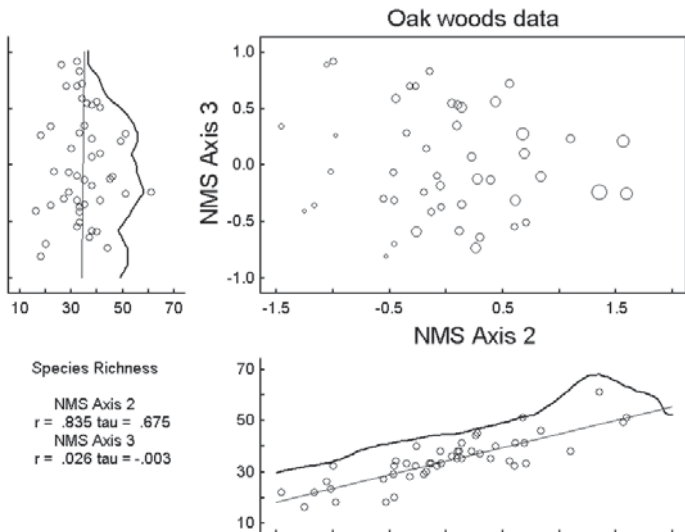 Oak woods data
1.0
0.5
0.0
-0.5
-1.0
NMS Axis 3
10 30 50 70
-1.5 -0.5 0.5 1.5
NMS Axis 2
Species Richness
NMS Axis 2
r = .835 tau = .675
NMS Axis 3
r = .026 tau = -.003
70
50
30
10